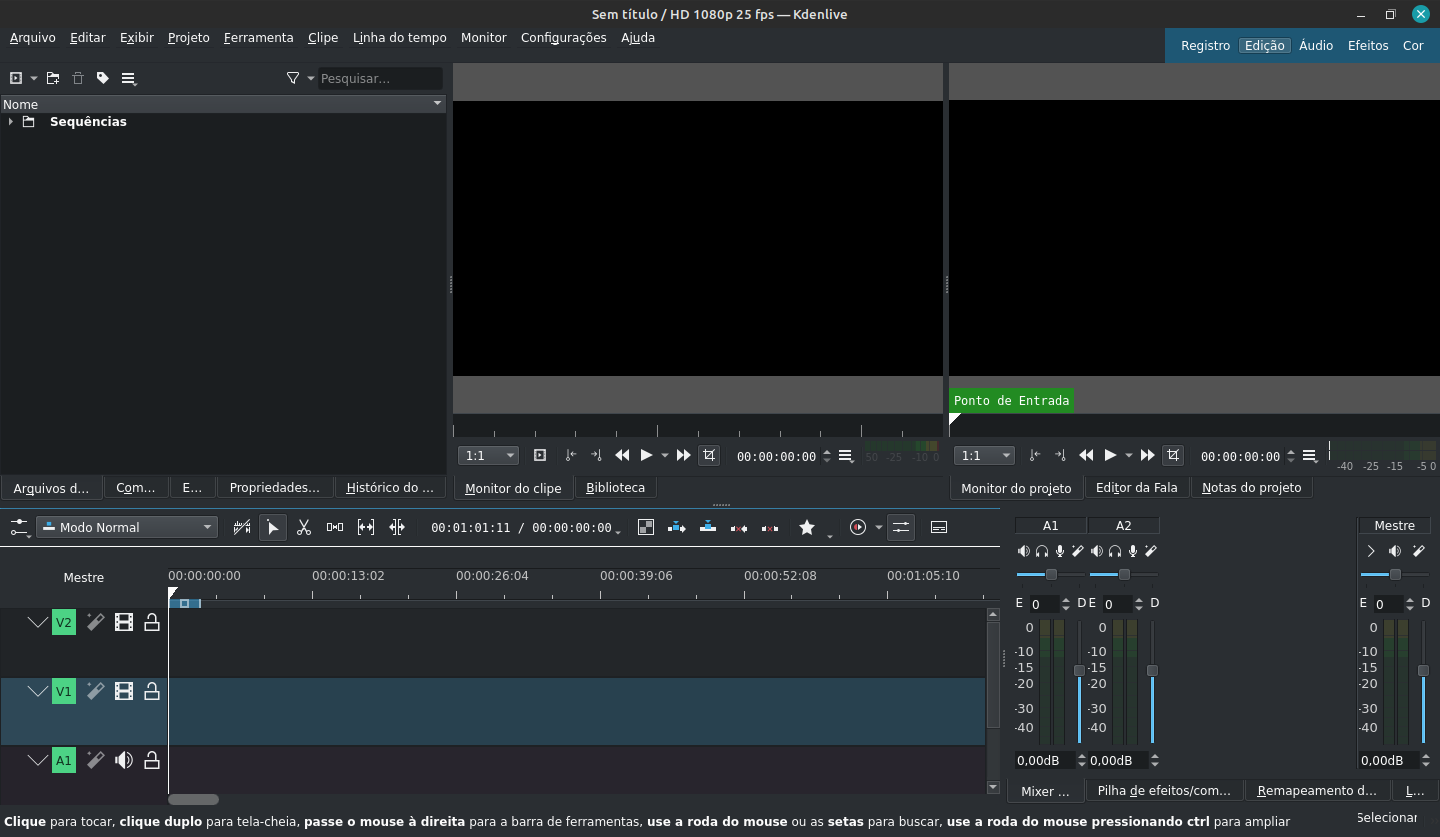 Sem título / HD 1080p 25 fps — Kdenlive
Arquivo Editar Exibir Projeto Ferramenta Clipe Linha do tempo Monitor Configurações Ajuda
Registro Edição Áudio Efeitos Cor
Pesquisar...
Nome
Sequências
Ponto de Entrada
1:1 00:00:00:00 50 -25 -10 0
1:1 00:00:00:00 -40 -25 -15 -5 0
Arquivos d... Com... E... Propriedades... Histórico do ... Monitor do clipe Biblioteca Monitor do projeto Editor da Fala Notas do projeto
Modo Normal 00:01:01:11 / 00:00:00:00
Mestre 00:00:00:00 00:00:13:02 00:00:26:04 00:00:39:06 00:00:52:08 00:01:05:10
V2
V1
A1
A1 A2 Mestre
E 0 D E 0 D E 0 D
0 0 0
-10 -10 -10
-15 -15 -15
-20 -20 -20
-30 -30 -30
-40 -40 -40
0,00dB 0,00dB 0,00dB
Mixer ... Pilha de efeitos/com... Remapeamento d... L...
Clique para tocar, clique duplo para tela-cheia, passe o mouse à direita para a barra de ferramentas, use a roda do mouse ou as setas para buscar, use a roda do mouse pressionando ctrl para ampliar
Selecionar